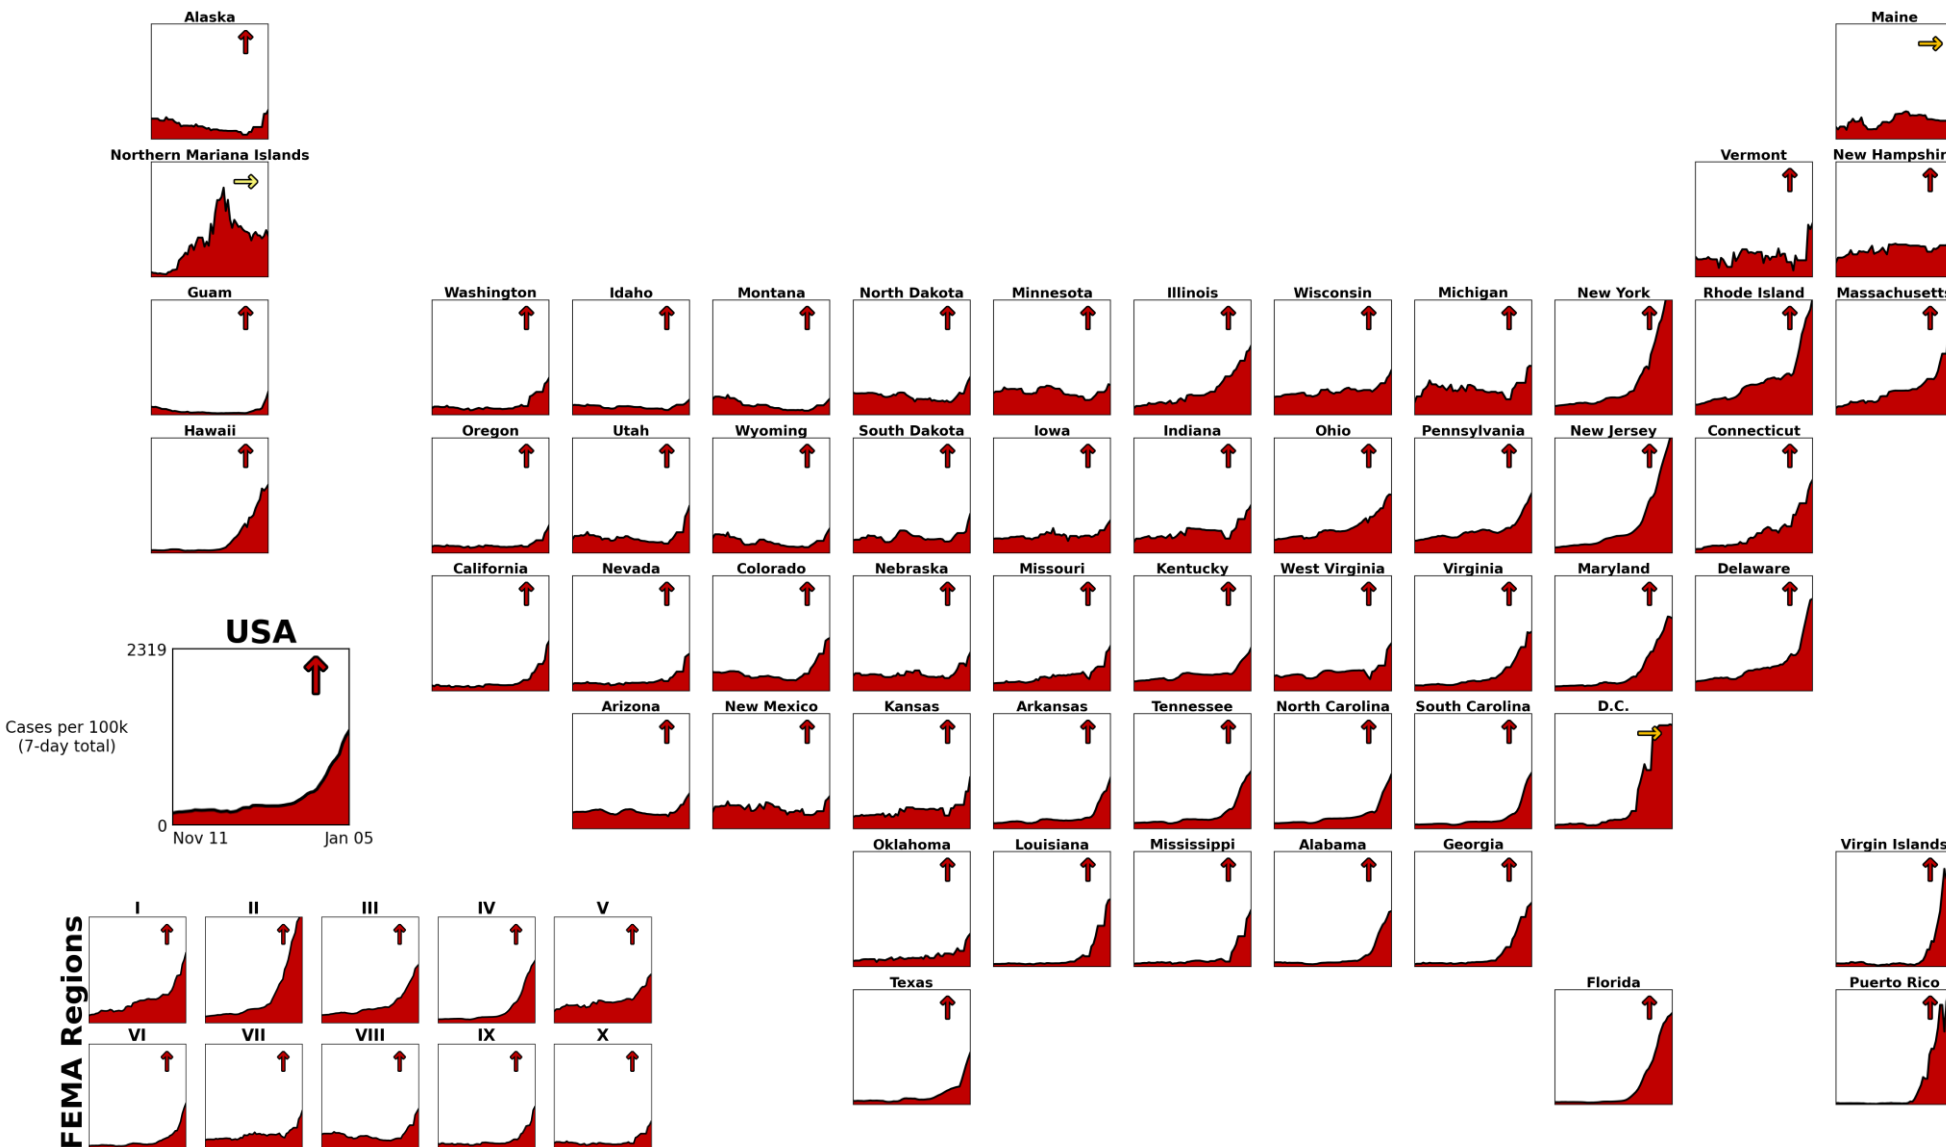 Alaska
Maine
Northern Mariana Islands
Vermont
New Hampshir
Guam
Washington
Idaho
Montana
North Dakota
Minnesota
Illinois
Wisconsin
Michigan
New York
Rhode Island
Massachusetts
Hawaii
Oregon
Utah
Wyoming
South Dakota
Iowa
Indiana
Ohio
Pennsylvania
New Jersey
Connecticut
California
Nevada
Colorado
Nebraska
Missouri
Kentucky
West Virginia
Virginia
Maryland
Delaware
USA
2319
Cases per 100k
(7-day total)
0
Nov 11
Jan 05
Arizona
New Mexico
Kansas
Arkansas
Tennessee
North Carolina
South Carolina
D.C.
Oklahoma
Louisiana
Mississippi
Alabama
Georgia
Virgin Islands
Texas
Florida
Puerto Rico
FEMA Regions
I
II
III
IV
V
VI
VII
VIII
IX
X